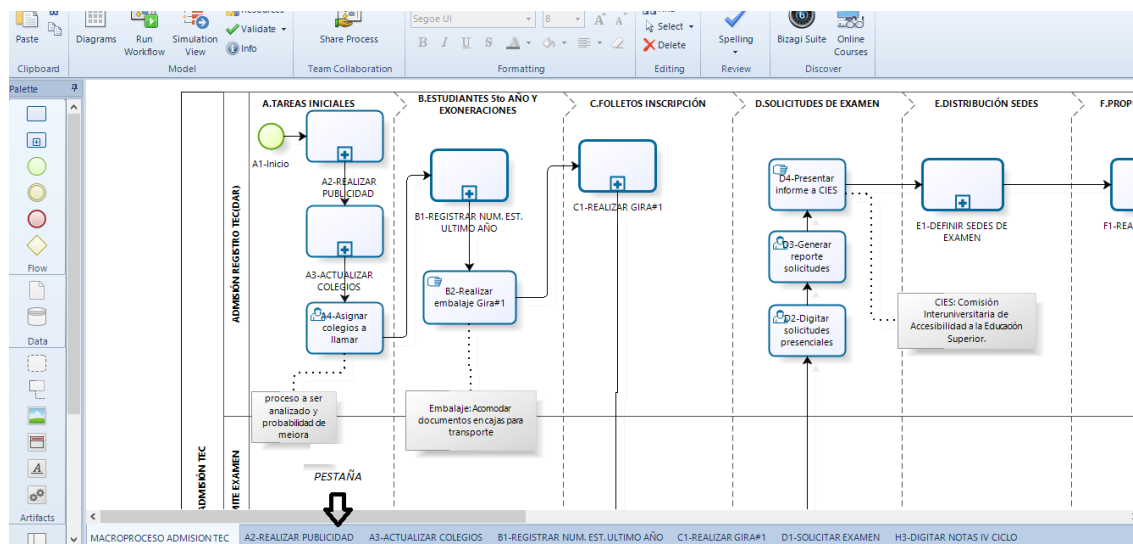 Paste
Diagrams
Run
Workflow
Simulation
View
Validate
Info
Share Process
Segoe UI
8
A
A
B I U S A
Select
Delete
Spelling
Bizagi Suite
Online
Courses
Clipboard
Model
Team Collaboration
Formatting
Editing
Review
Discover
Palette
Flow
Data
A
Artifacts
A.TAREAS INICIALES
B.ESTUDIANTES 5to AÑO Y
EXONERACIONES
C.FOLLETOS INSCRIPCIÓN
D.SOLICITUDES DE EXAMEN
E.DISTRIBUCIÓN SEDES
F.PROP
ADMISIÓN REGISTRO TEC(DAR)
A1-Inicio
A2-REALIZAR
PUBLICIDAD
A3-ACTUALIZAR
COLEGIOS
A4-Asignar
colegios a
llamar
B1-REGISTRAR NUM. EST.
ULTIMO AÑO
B2-Realizar
embalaje Gira#1
C1-REALIZAR GIRA#1
D4-Presentar
informe a CIES
D3-Generar
reporte
solicitudes
D2-Digitar
solicitudes
presenciales
E1-DEFINIR SEDES DE
EXAMEN
F1-REA
CIES: Comisión
Interuniversitaria de
Accesibilidad a la Educación
Superior.
proceso a ser
analizado y
probabilidad de
mejora
Embalaje: Acomodar
documentos en cajas para
transporte
ADMISIÓN TEC
MITE EXAMEN
PESTAÑA
MACROPROCESO ADMISION TEC A2-REALIZAR PUBLICIDAD A3-ACTUALIZAR COLEGIOS B1-REGISTRAR NUM. EST. ULTIMO AÑO C1-REALIZAR GIRA#1 D1-SOLICITAR EXAMEN H3-DIGITAR NOTAS IV CICLO